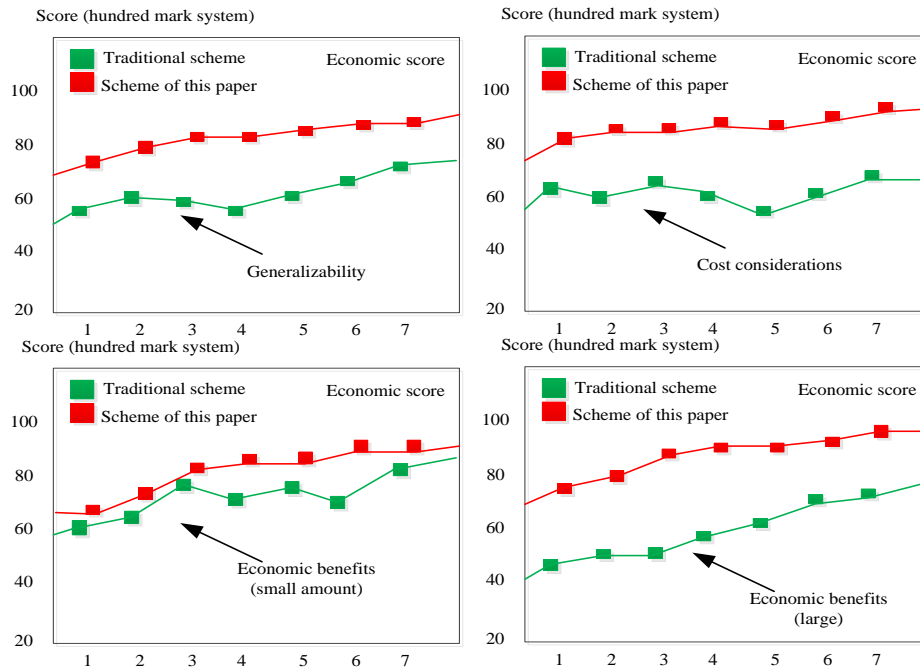 Score (hundred mark system)
Traditional scheme
Economic score
Scheme of this paper
100
80
60
40
20
Generalizability
1 2 3 4 5 6 7
Score (hundred mark system)
Traditional scheme
Economic score
Scheme of this paper
100
80
60
40
20
Cost considerations
1 2 3 4 5 6 7
Score (hundred mark system)
Traditional scheme
Economic score
Scheme of this paper
100
80
60
40
20
Economic benefits
(small amount)
1 2 3 4 5 6 7
Score (hundred mark system)
Traditional scheme
Economic score
Scheme of this paper
100
80
60
40
20
Economic benefits
(large)
1 2 3 4 5 6 7